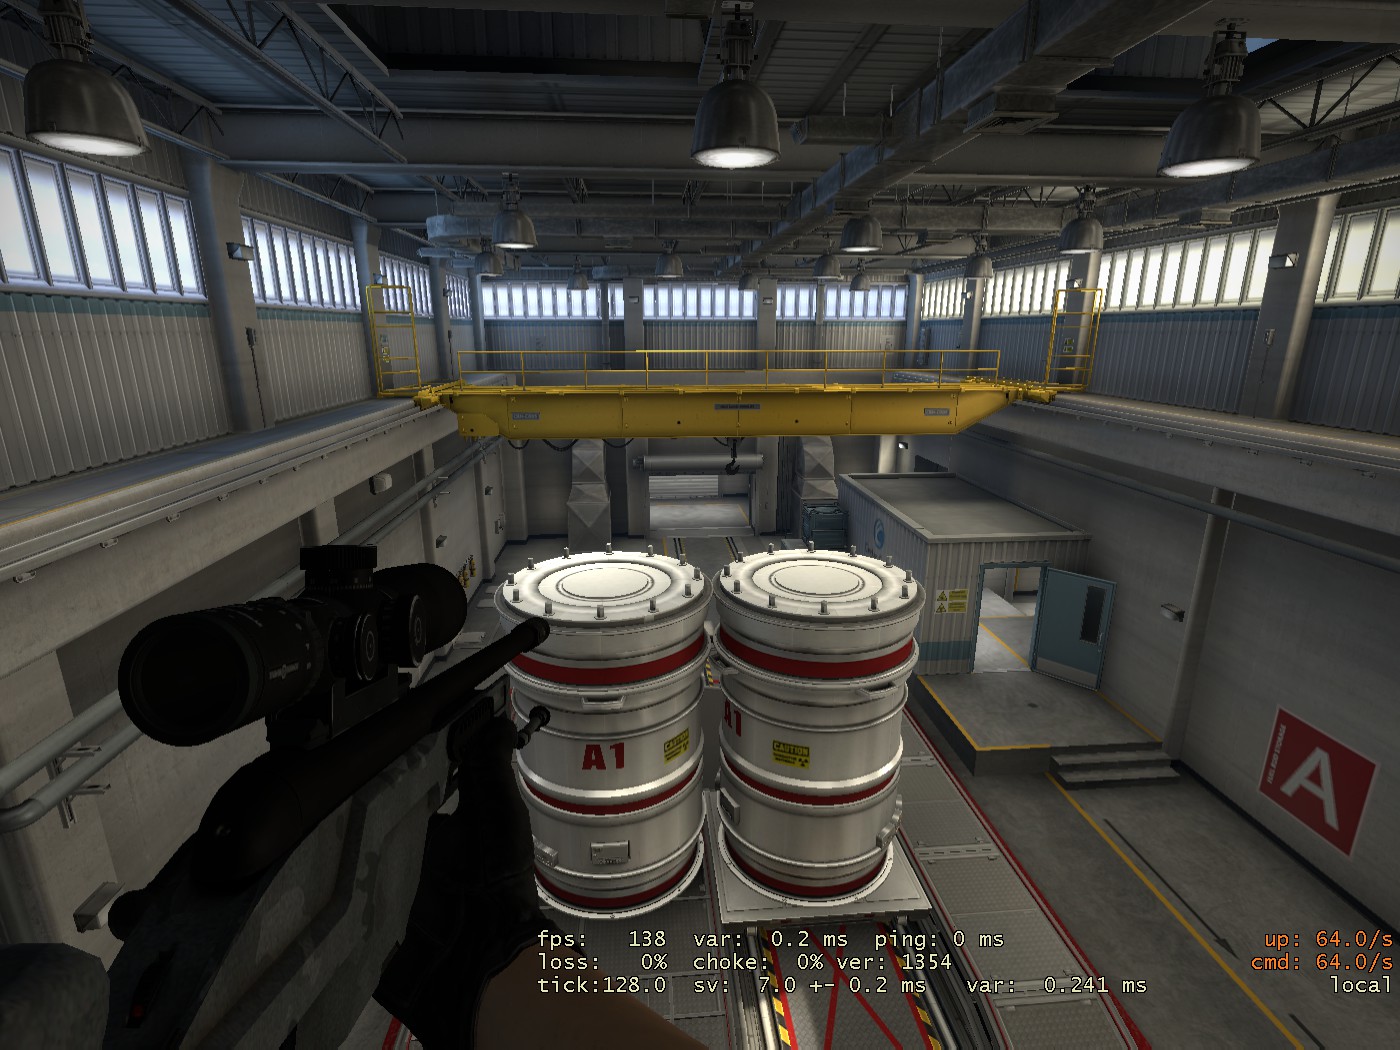 A1
CAUTION
A1
CAUTION
A
fps: 138 var: 0.2 ms ping: 0 ms
loss: 0% choke: 0% ver: 1354
tick:128.0 sv: 7.0 +- 0.2 ms var: 0.241 ms
up: 64.0/s
cmd: 64.0/s
local